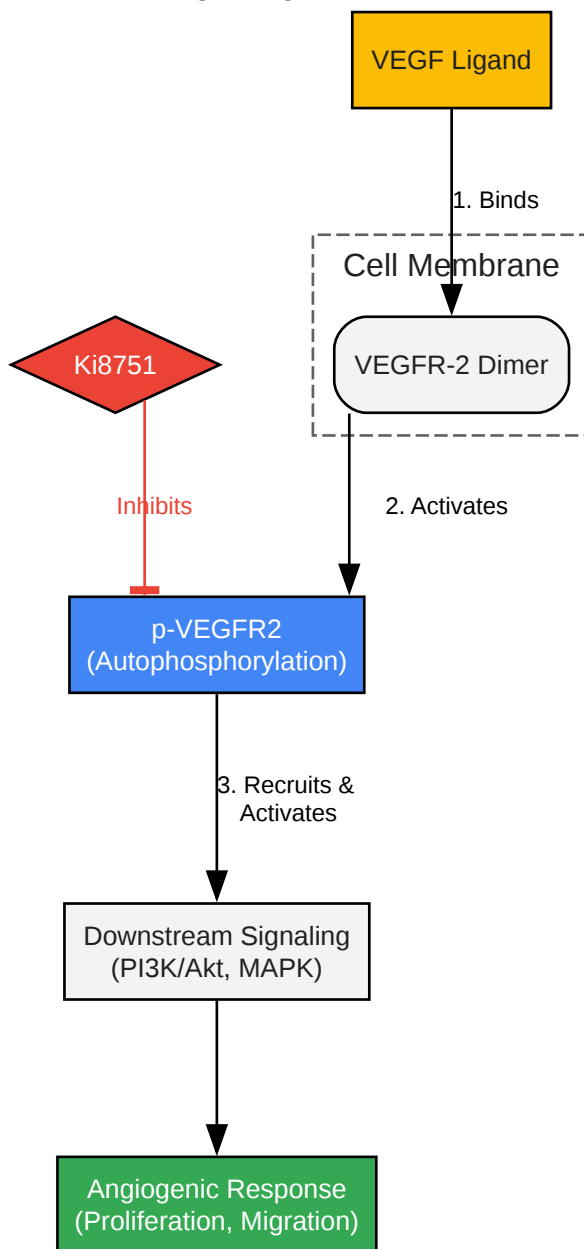 VEGF Ligand
1. Binds
Cell Membrane
Ki8751
VEGFR-2 Dimer
Inhibits
2. Activates
p-VEGFR2
(Autophosphorylation)
3. Recruits &
Activates
Downstream Signaling
(PI3K/Akt, MAPK)
Angiogenic Response
(Proliferation, Migration)